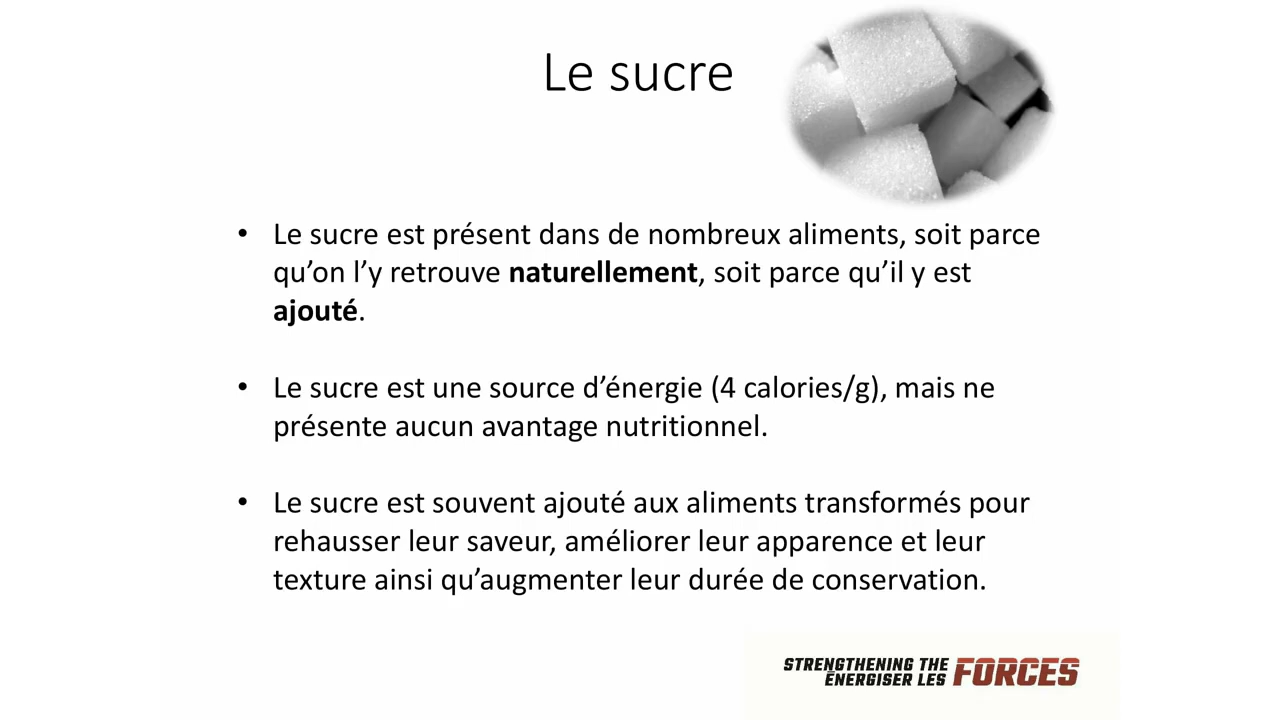 Le sucre
• Le sucre est présent dans de nombreux aliments, soit parce
qu’on l’y retrouve naturellement, soit parce qu’il y est
ajouté.
• Le sucre est une source d’énergie (4 calories/g), mais ne
présente aucun avantage nutritionnel.
• Le sucre est souvent ajouté aux aliments transformés pour
rehausser leur saveur, améliorer leur apparence et leur
texture ainsi qu’augmenter leur durée de conservation.
STRENGTHENING THE
ÉNERGISER LES FORCES